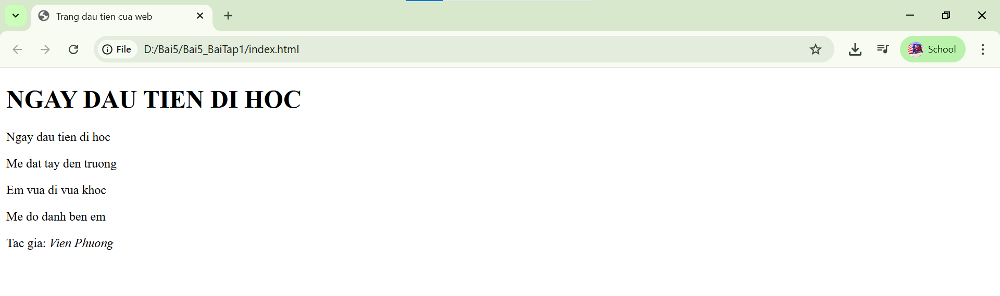 Trang dau tien cua web
File D:/Bai5/Bai5_BaiTap1/index.html
School
NGAY DAU TIEN DI HOC
Ngay dau tien di hoc
Me dat tay den truong
Em vua di vua khoc
Me do danh ben em
Tac gia: Vien Phuong